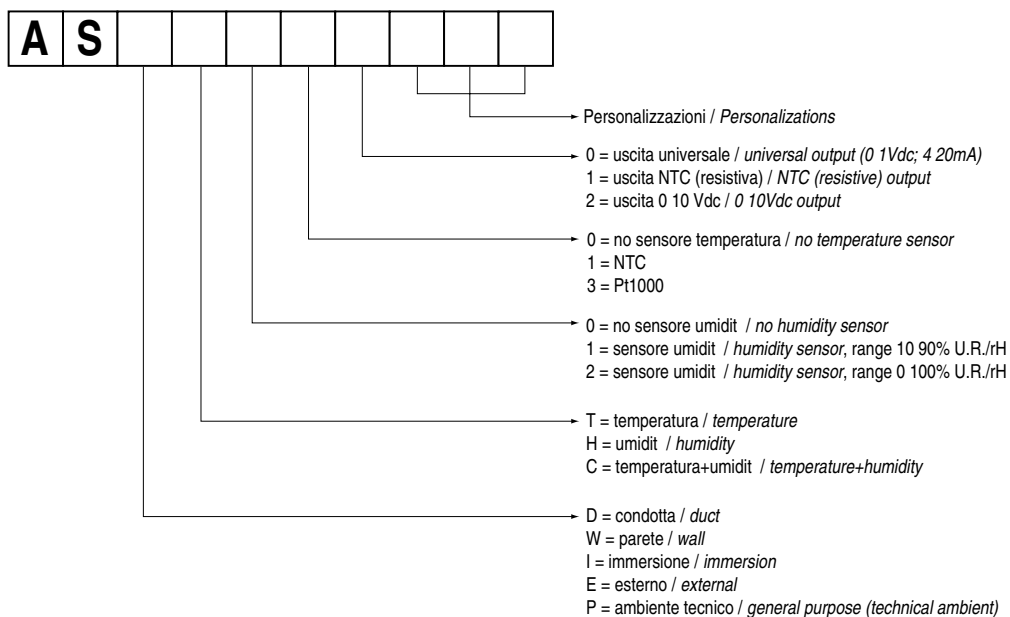 A S
Personalizzazioni / Personalizations
0 = uscita universale / universal output (0 1Vdc; 4 20mA)
1 = uscita NTC (resistiva) / NTC (resistive) output
2 = uscita 0 10 Vdc / 0 10Vdc output
0 = no sensore temperatura / no temperature sensor
1 = NTC
3 = Pt1000
0 = no sensore umidit / no humidity sensor
1 = sensore umidit / humidity sensor, range 10 90% U.R./rH
2 = sensore umidit / humidity sensor, range 0 100% U.R./rH
T = temperatura / temperature
H = umidit / humidity
C = temperatura+umidit / temperature+humidity
D = condotta / duct
W = parete / wall
I = immersione / immersion
E = esterno / external
P = ambiente tecnico / general purpose (technical ambient)